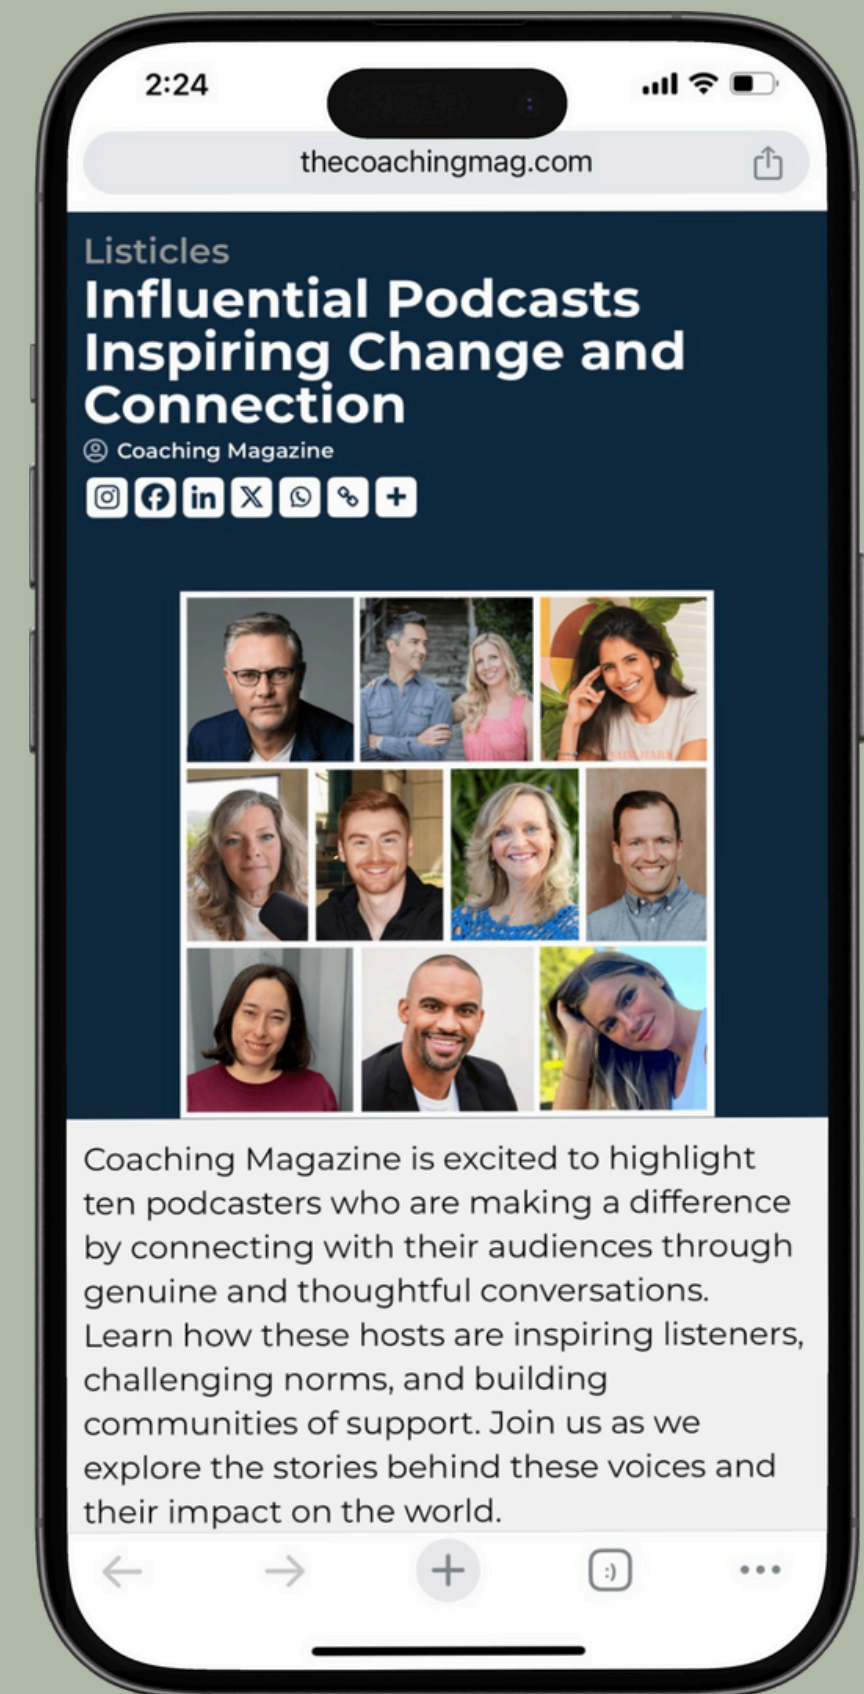 2:24
thecoachingmag.com
Listicles
Influential Podcasts
Inspiring Change and
Connection
Coaching Magazine
Coaching Magazine is excited to highlight
ten podcasters who are making a difference
by connecting with their audiences through
genuine and thoughtful conversations.
Learn how these hosts are inspiring listeners,
challenging norms, and building
communities of support. Join us as we
explore the stories behind these voices and
their impact on the world.
:)